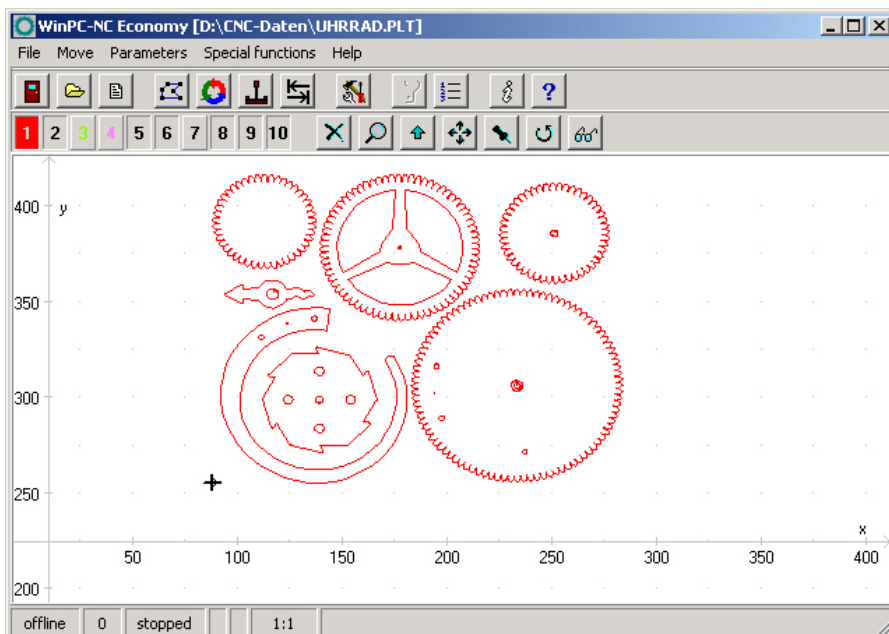 WinPC-NC Economy [D:\CNC-Daten\UHRRAD.PLT]
File Move Parameters Special functions Help
1 2 3 4 5 6 7 8 9 10
400 y
350
300
250
x
50 100 150 200 250 300 350 400
200
offline 0 stopped 1:1